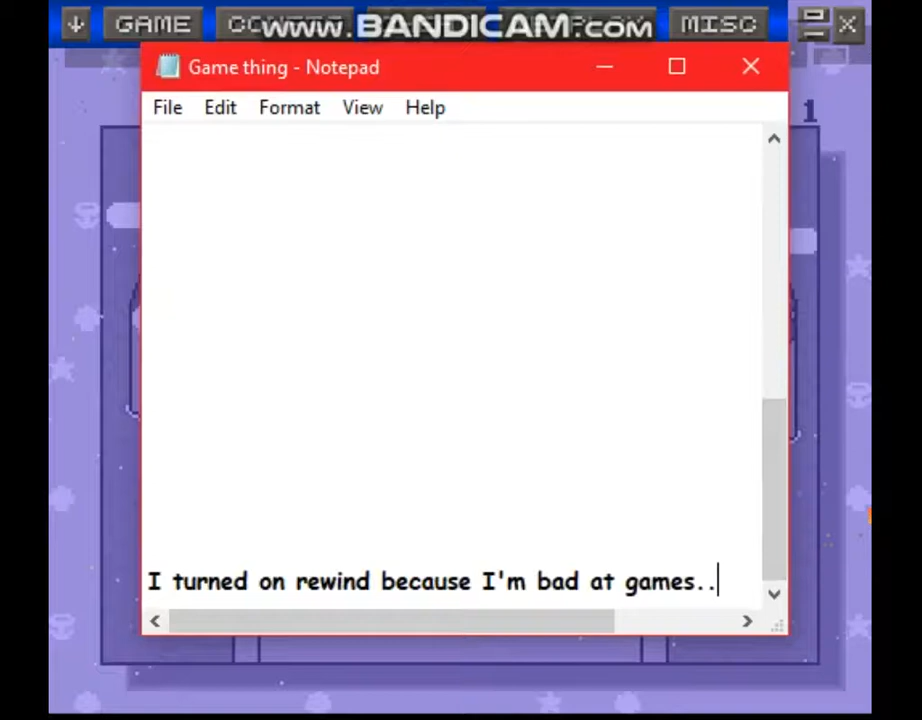 GAME MISC
www.BANDICAM.com
Game thing - Notepad
1
File Edit Format View Help
I turned on rewind because I'm bad at games..